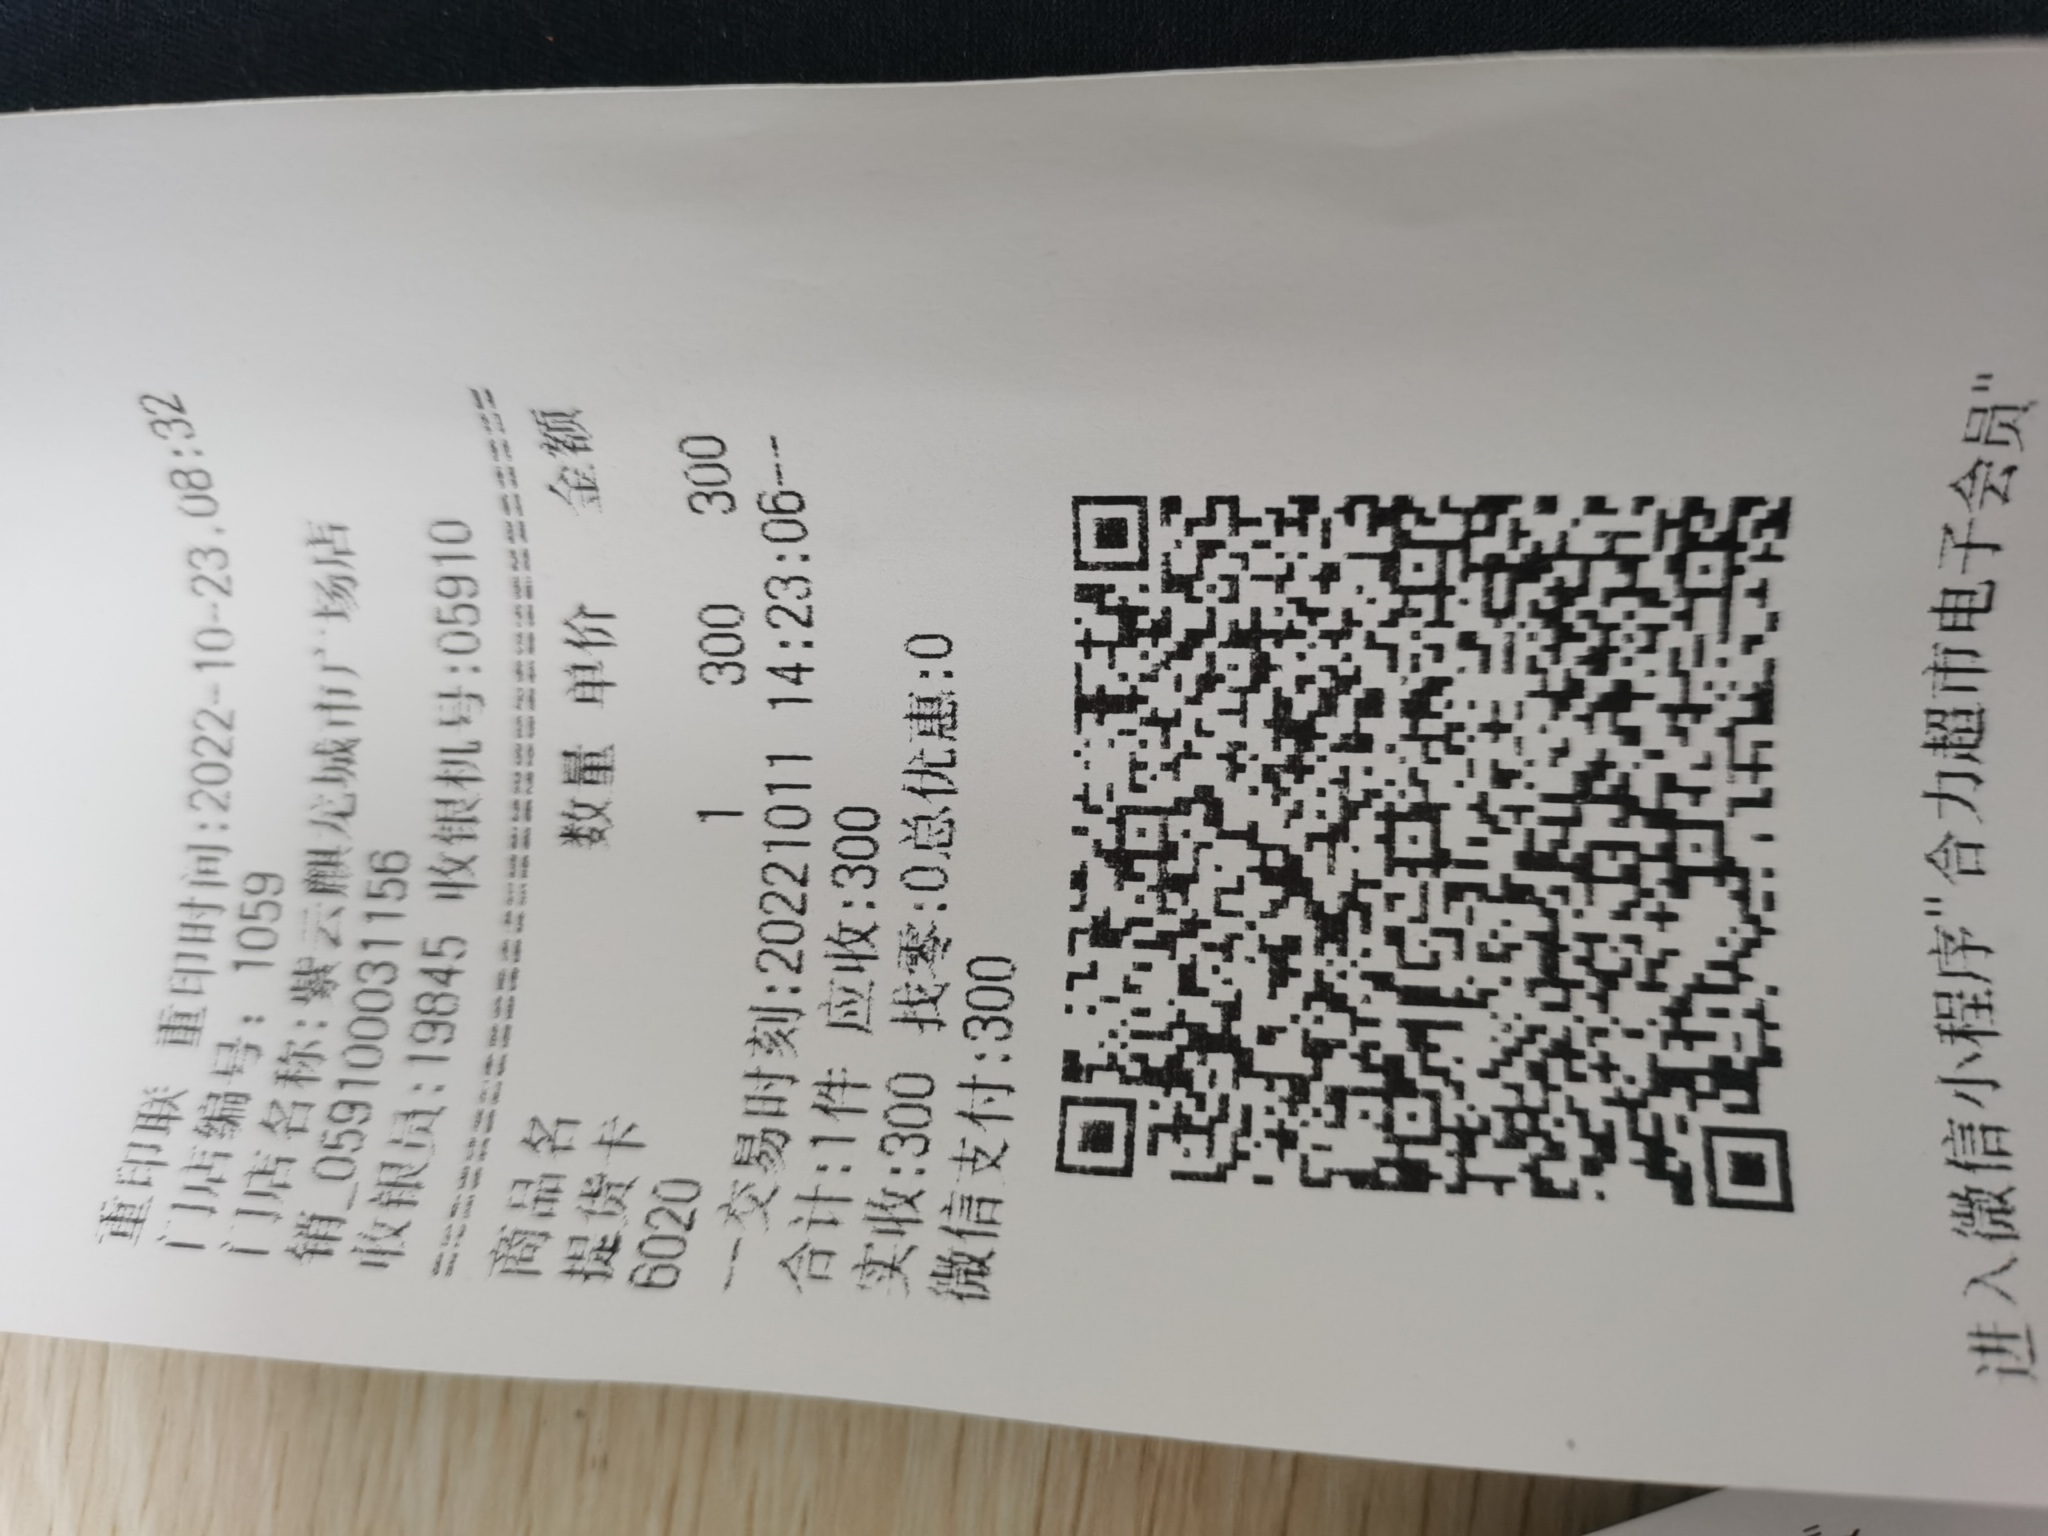 重印联 重印时间:2022-10-23,08:32
门店编号: 1059
门店名称:紫云麒龙城市广场店
销_0591000031156
收银员:19845 收银机号:05910
商品名 数量 单价 金额
提货卡
6020 1 300 300
--交易时刻:20221011 14:23:06---
合计:1件 应收:300
实收:300 找零:0总优惠:0
微信支付:300
进入微信小程序"合力超市电子会员"